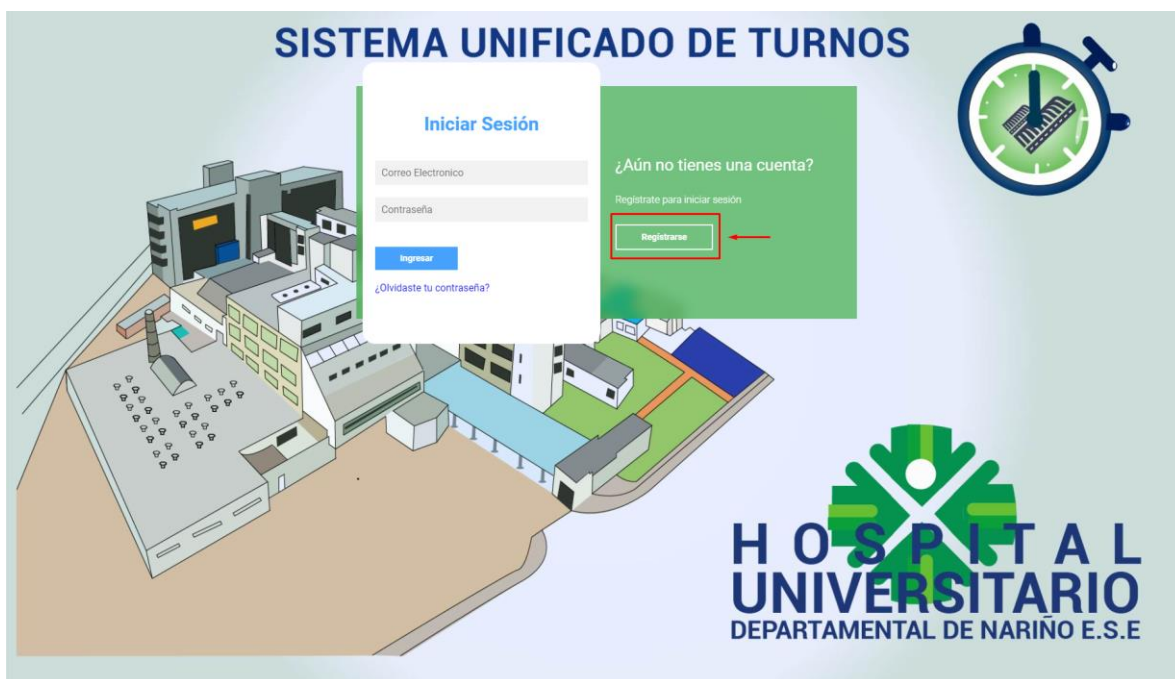 SISTEMA UNIFICADO DE TURNOS
Iniciar Sesión
Correo Electronico
Contraseña
Ingresar
¿Olvidaste tu contraseña?
¿Aún no tienes una cuenta?
Regístrate para iniciar sesión
Registrarse
HOSPITAL
UNIVERSITARIO
DEPARTAMENTAL DE NARIÑO E.S.E